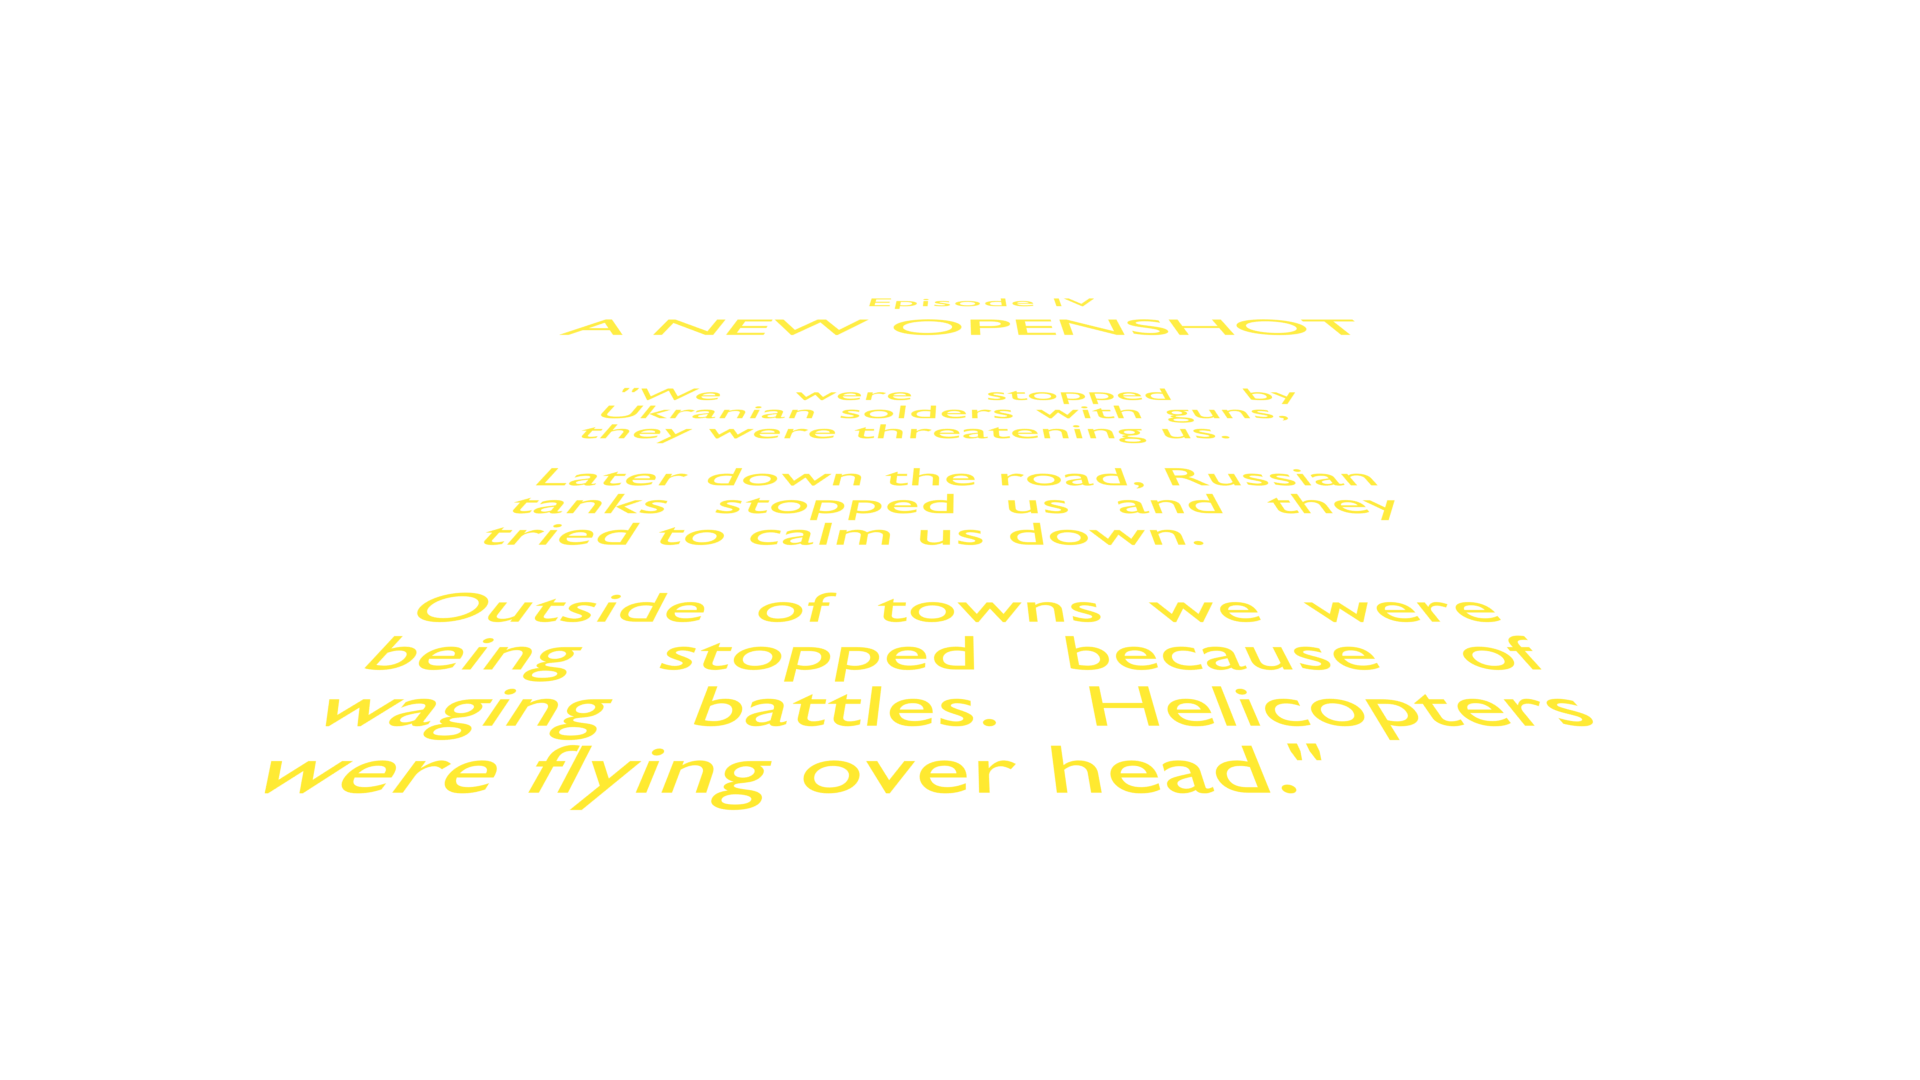 Episode IV
A NEW OPENSHOT
"We were stopped by
Ukranian solders with guns,
they were threatening us.
Later down the road, Russian
tanks stopped us and they
tried to calm us down.
Outside of towns we were
being stopped because of
waging battles. Helicopters
were flying over head."